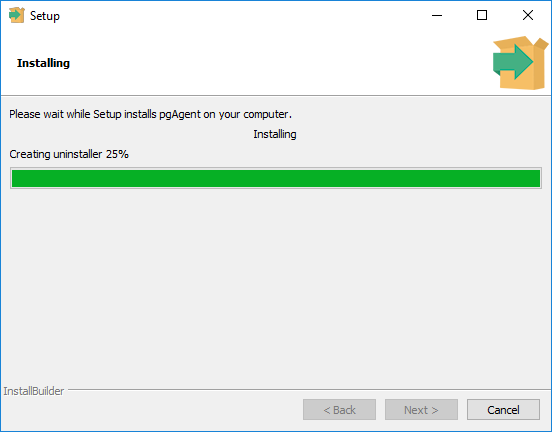 Setup
Installing
Please wait while Setup installs pgAgent on your computer.
Installing
Creating uninstaller 25%
InstallBuilder
< Back
Next >
Cancel